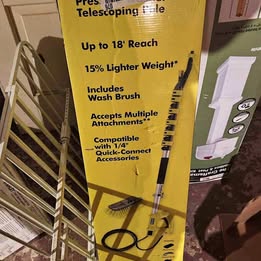 Telescoping Pole
Up to 18' Reach
15% Lighter Weight*
Includes
Wash Brush
Accepts Multiple
Attachments**
Compatible
with 1/4"
Quick-Connect
Accessories